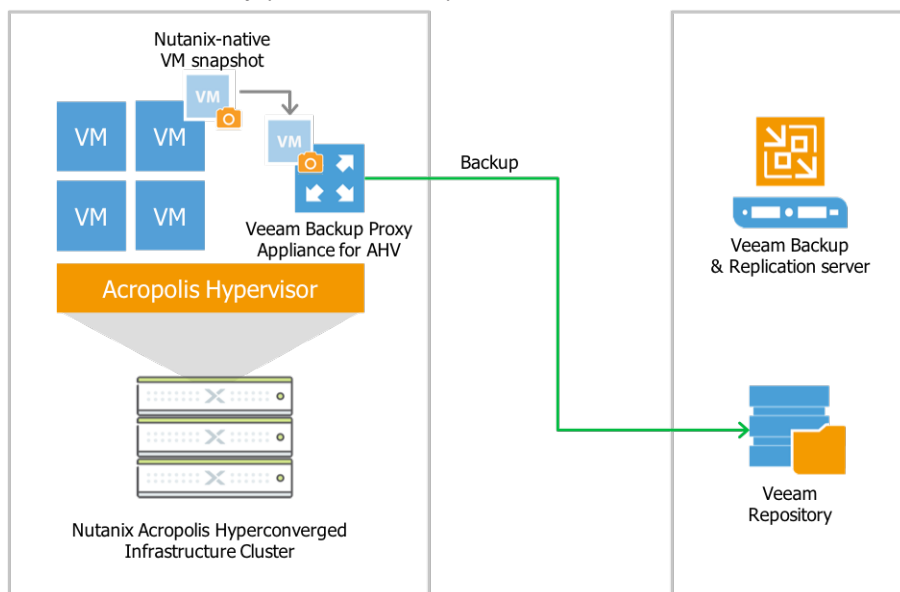 Nutanix-native
VM snapshot
VM
VM
VM
VM
VM
VM
Backup
Veeam Backup Proxy
Appliance for AHV
Acropolis Hypervisor
Nutanix Acropolis Hyperconverged
Infrastructure Cluster
Veeam Backup
& Replication server
Veeam
Repository